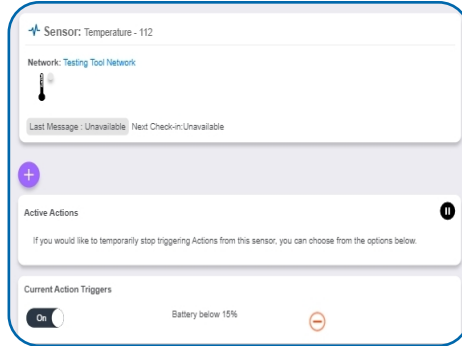 Sensor: Temperature - 112
Network: Testing Tool Network
Last Message : Unavailable Next Check-in:Unavailable
Active Actions
If you would like to temporarily stop triggering Actions from this sensor, you can choose from the options below.
Current Action Triggers
On Battery below 15%